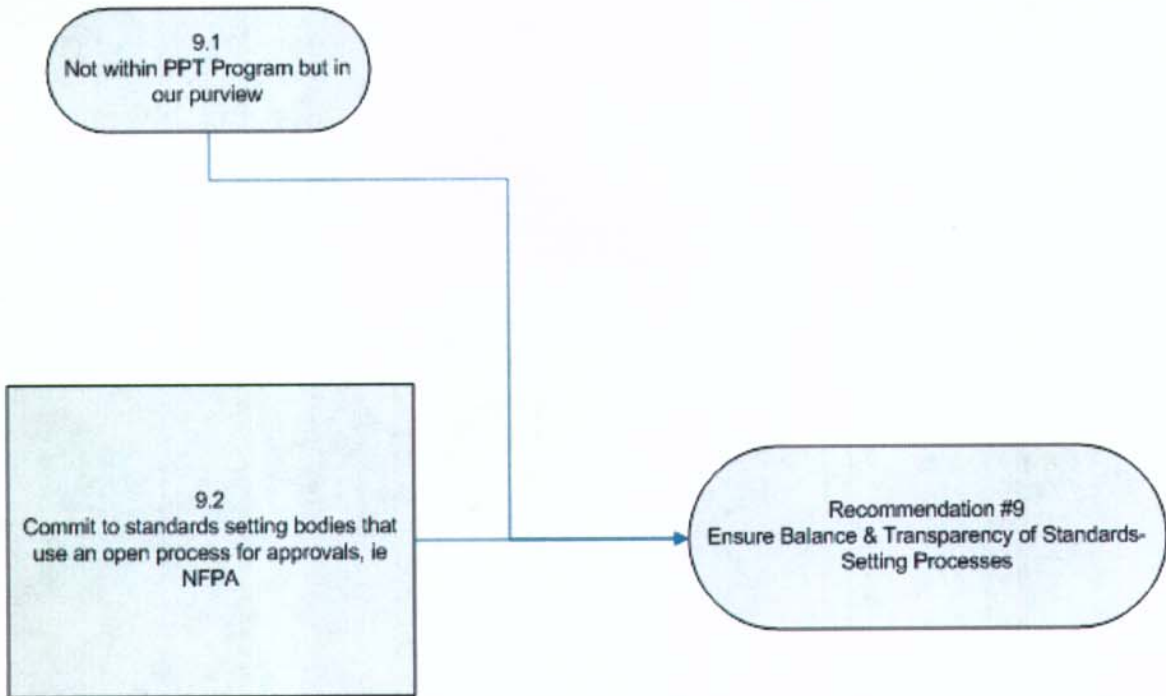 9.1
Not within PPT Program but in
our purview
9.2
Commit to standards setting bodies that
use an open process for approvals, ie
NFPA
Recommendation #9
Ensure Balance & Transparency of Standards-
Setting Processes